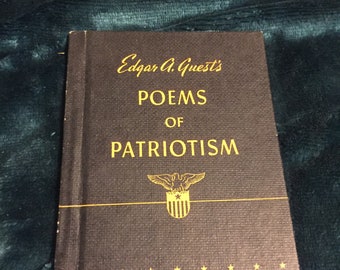 Edgar A. Guest's
POEMS
OF
PATRIOTISM